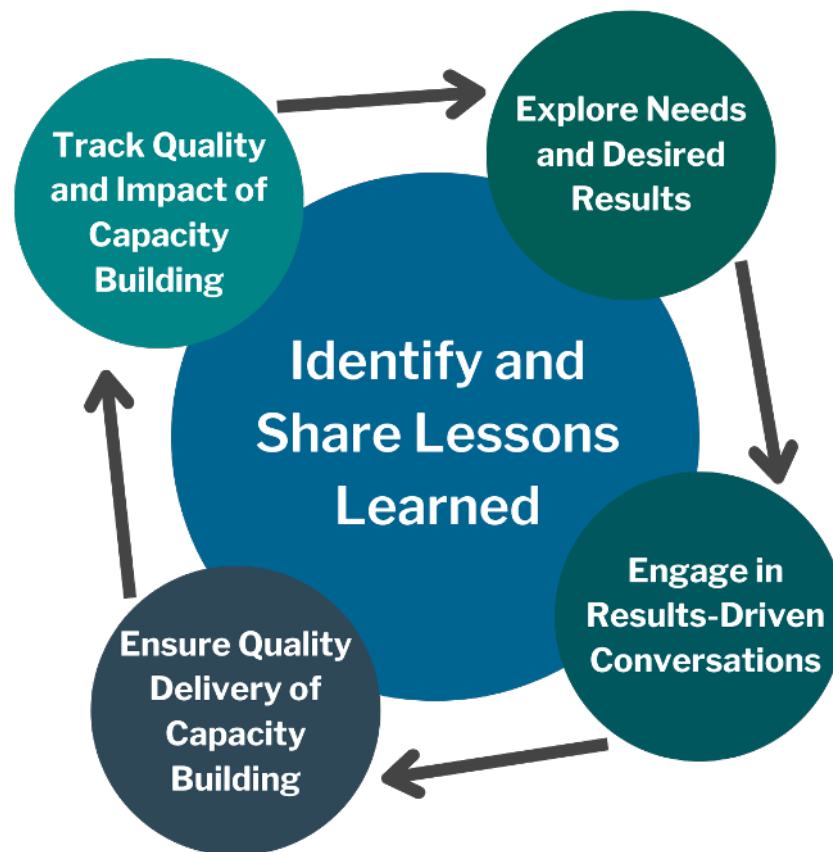 Track Quality
and Impact of
Capacity
Building
Explore Needs
and Desired
Results
Identify and
Share Lessons
Learned
Engage in
Results-Driven
Conversations
Ensure Quality
Delivery of
Capacity
Building